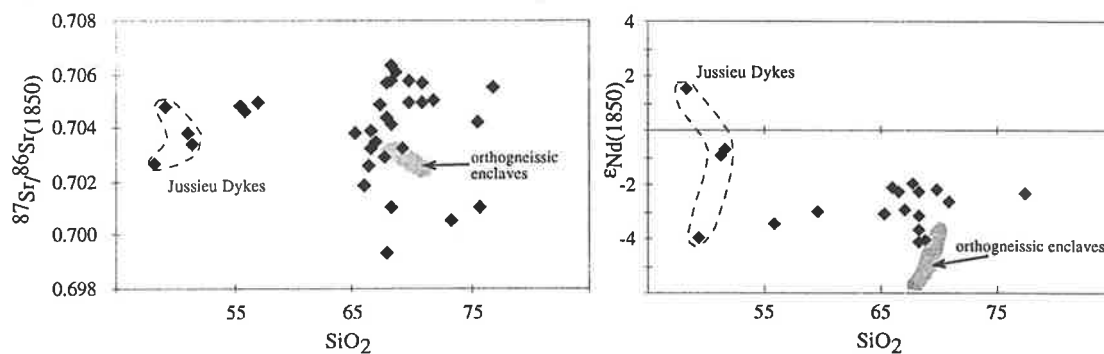 0.708
0.706
0.704
0.702
0.700
0.698
87Sr/86Sr(1850)
Jussieu Dykes
orthogneissic
enclaves
55
65
75
SiO2
4
2
0
-2
-4
εNd(1850)
Jussieu Dykes
orthogneissic enclaves
55
65
75
SiO2